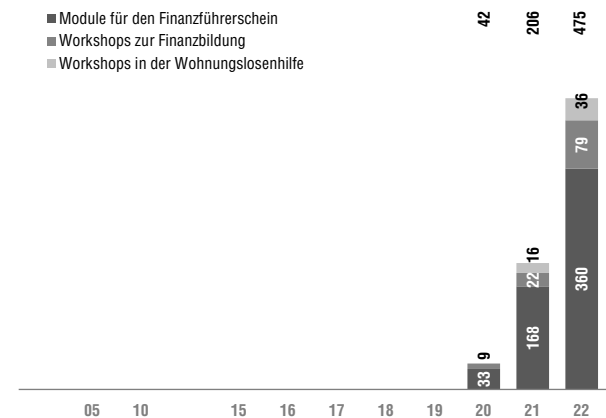 Module für den Finanzführerschein
Workshops zur Finanzbildung
Workshops in der Wohnungslosenhilfe
42 206 475
36
79
16
22
360
168
9
33
05 10 15 16 17 18 19 20 21 22